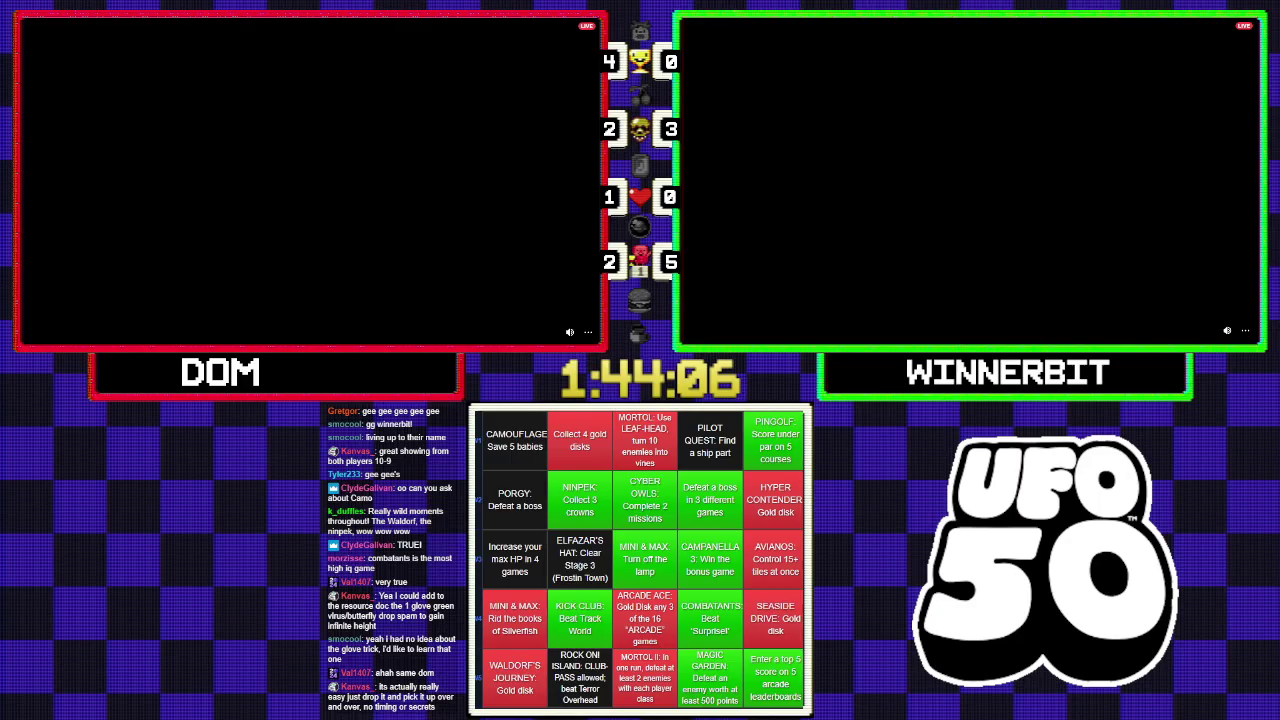 LIVE
LIVE
4 0
2 3
1 0
2 5
1
DOM
1:44:06
WINNERBIT
Gretgor: gee gee gee gee gee
smocool: gg winnerbit!
smocool: living up to their name
Kanvas_: great showing from
both players 10-9
Tyler233: gee gee's
ClydeGalivan: oo can you ask
about Camo
k_duffles: Really wild moments
throughout! The Waldorf, the
ninpek, wow wow wow
ClydeGalivan: TRUE!
morzisse: combatants is the most
high iq game
Val1407: very true
Kanvas_: Yea I could add to
the resource doc the 1 glove green
virus/butterfly drop spam to gain
infinite height
smocool: yeah i had no idea about
the glove trick, i'd like to learn that
one
Val1407: ahah same dom
Kanvas_: Its actually really
easy just drop it and pick it up over
and over, no timing or secrets
CAMOUFLAGE:
Save 5 babies
Collect 4 gold
disks
MORTOL: Use
LEAF-HEAD,
turn 10
enemies into
vines
PILOT
QUEST: Find
a ship part
PINGOLF:
Score under
par on 5
courses
PORGY:
Defeat a boss
NINPEK:
Collect 3
crowns
CYBER
OWLS:
Complete 2
missions
Defeat a boss
in 3 different
games
HYPER
CONTENDER:
Gold disk
Increase your
max HP in 4
games
ELFAZAR'S
HAT: Clear
Stage 3
(Frostin Town)
MINI & MAX:
Turn off the
lamp
CAMPANELLA
3: Win the
bonus game
AVIANOS:
Control 15+
tiles at once
MINI & MAX:
Rid the books
of Silverfish
KICK CLUB:
Beat Track
World
ARCADE ACE:
Gold Disk any 3
of the 16
"ARCADE"
games
COMBATANTS:
Beat
'Surprise!'
SEASIDE
DRIVE: Gold
disk
WALDORF'S
JOURNEY:
Gold disk
ROCK ON!
ISLAND: CLUB-
PASS allowed;
beat Terror
Overhead
MORTOL II: In
one run, defeat at
least 2 enemies
with each player
class
MAGIC
GARDEN:
Defeat an
enemy worth at
least 500 points
Enter a top 5
score on 5
arcade
leaderboards
UFO
50
TM